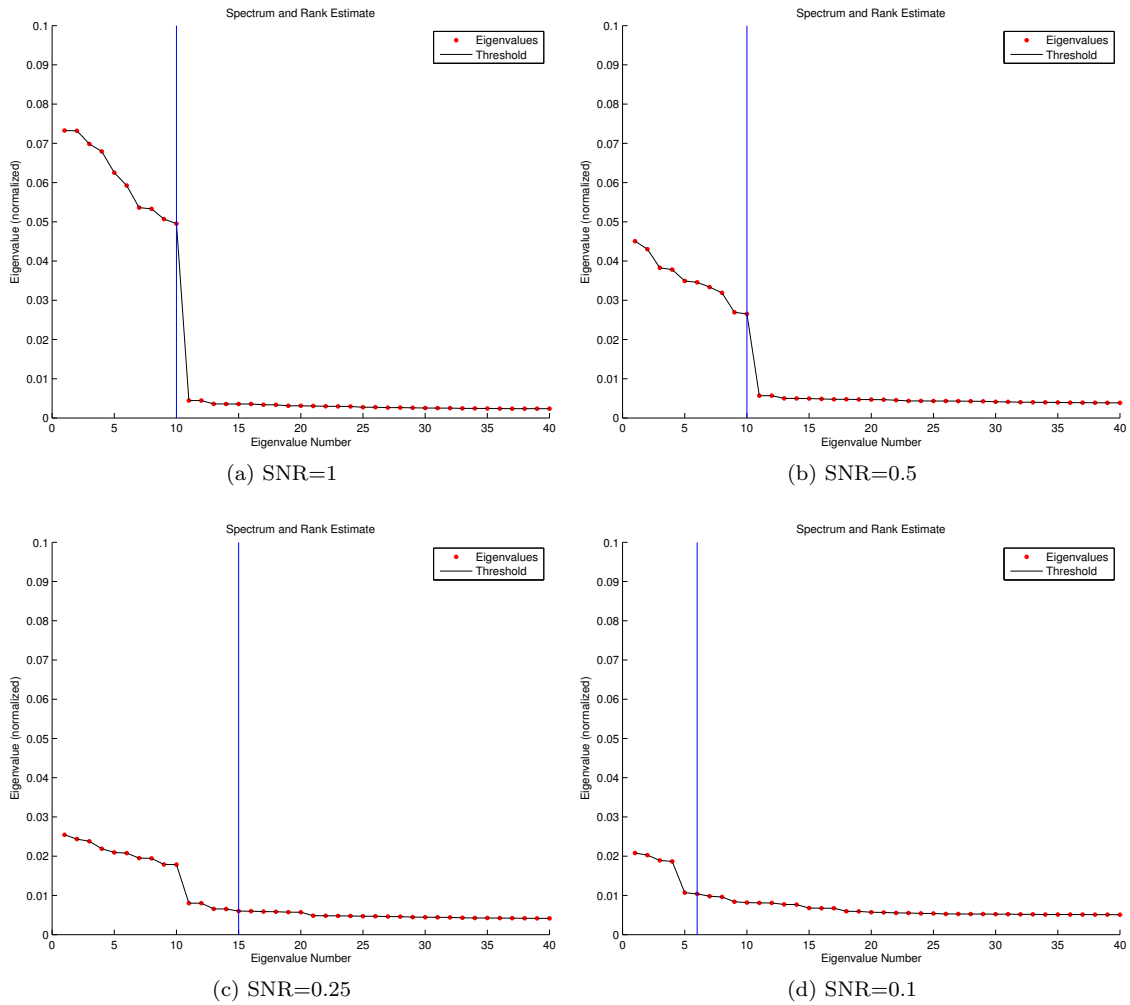 Spectrum and Rank Estimate
0.1
Eigenvalues
Threshold
0.09
0.08
0.07
0.06
0.05
0.04
0.03
0.02
0.01
0
Eigenvalue (normalized)
0 5 10 15 20 25 30 35 40
Eigenvalue Number
(a) SNR=1
Spectrum and Rank Estimate
0.1
Eigenvalues
Threshold
0.09
0.08
0.07
0.06
0.05
0.04
0.03
0.02
0.01
0
Eigenvalue (normalized)
0 5 10 15 20 25 30 35 40
Eigenvalue Number
(b) SNR=0.5
Spectrum and Rank Estimate
0.1
Eigenvalues
Threshold
0.09
0.08
0.07
0.06
0.05
0.04
0.03
0.02
0.01
0
Eigenvalue (normalized)
0 5 10 15 20 25 30 35 40
Eigenvalue Number
(c) SNR=0.25
Spectrum and Rank Estimate
0.1
Eigenvalues
Threshold
0.09
0.08
0.07
0.06
0.05
0.04
0.03
0.02
0.01
0
Eigenvalue (normalized)
0 5 10 15 20 25 30 35 40
Eigenvalue Number
(d) SNR=0.1